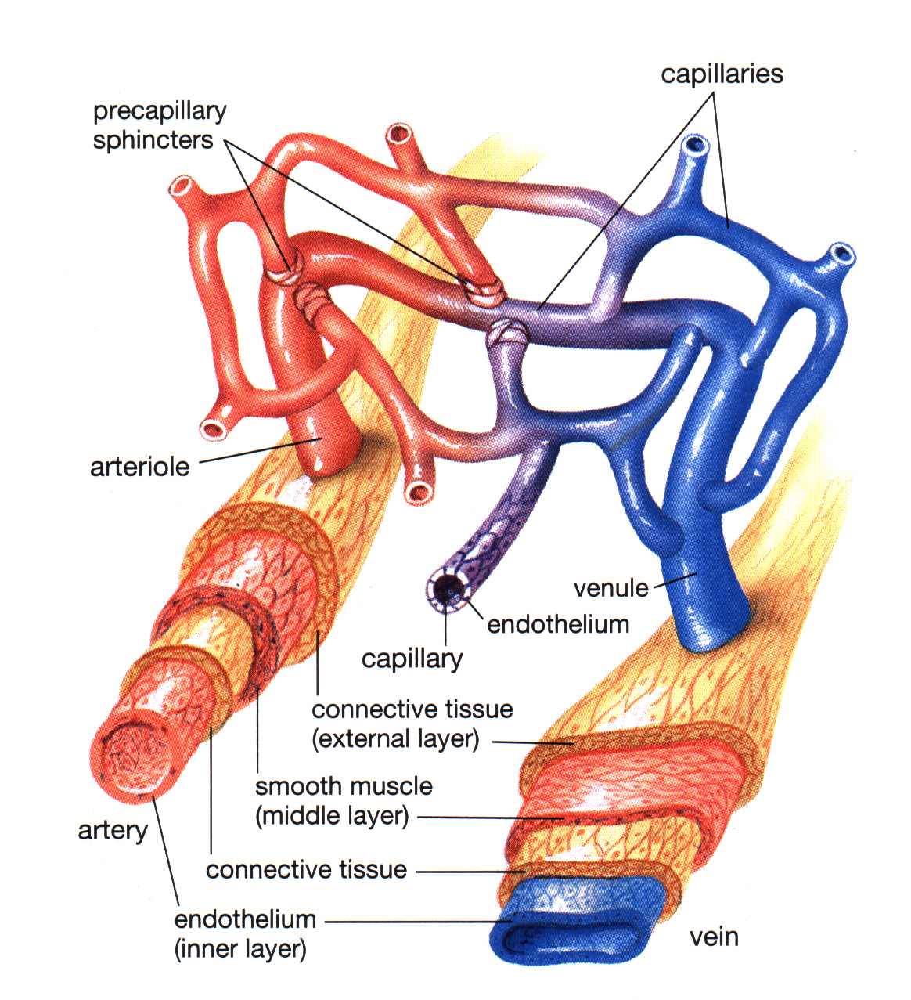 capillaries
precapillary
sphincters
arteriole
venule
endothelium
capillary
connective tissue
(external layer)
smooth muscle
(middle layer)
artery
connective tissue
endothelium
(inner layer)
vein